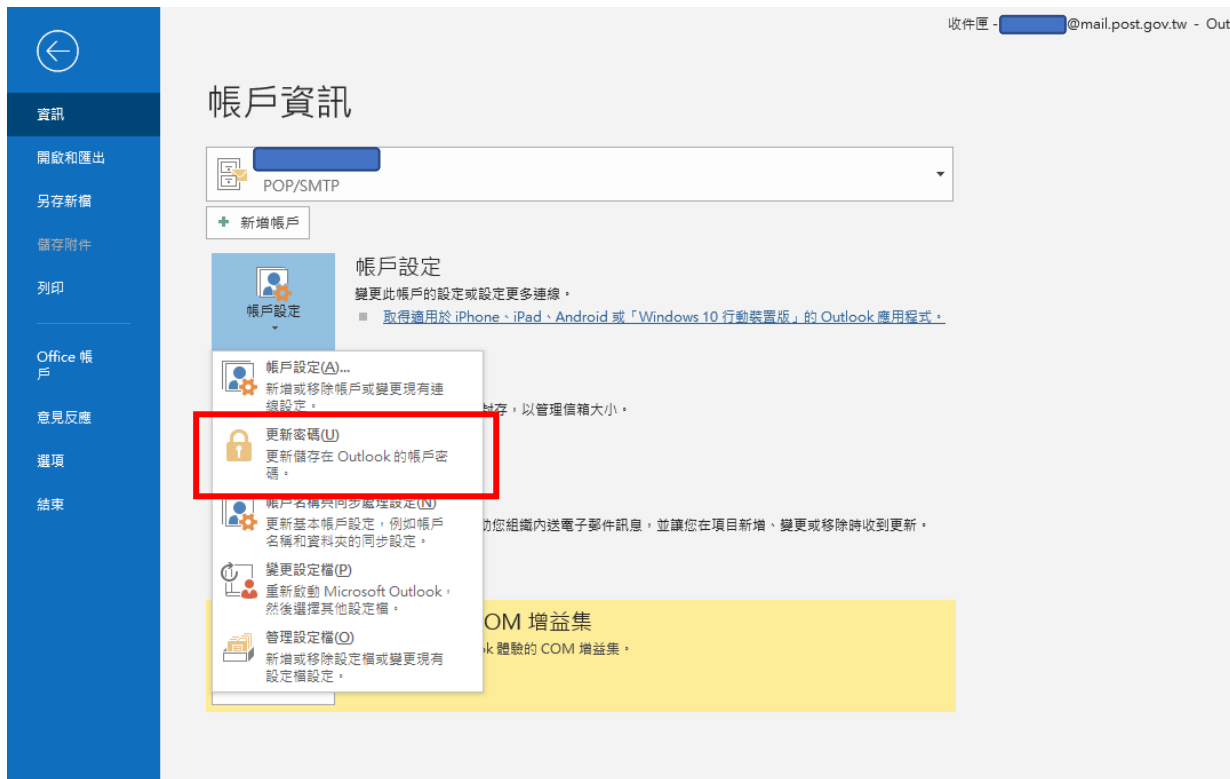 收件匣 - @mail.post.gov.tw - Out
資訊
開啟和匯出
另存新檔
儲存附件
列印
Office 帳
戶
意見反應
選項
結束
帳戶資訊
POP/SMTP
新增帳戶
帳戶設定
帳戶設定
變更此帳戶的設定或設定更多連線。
取得適用於 iPhone、iPad、Android 或「Windows 10 行動裝置版」的 Outlook 應用程式。
帳戶設定(A)...
新增或移除帳戶或變更現有連
線設定。
封存，以管理信箱大小。
更新密碼(U)
更新儲存在 Outlook 的帳戶密
碼。
帳戶名稱與同步處理設定(N)
更新基本帳戶設定，例如帳戶
名稱和資料夾的同步設定。
您組織內送電子郵件訊息，並讓您在項目新增、變更或移除時收到更新。
變更設定檔(P)
重新啟動 Microsoft Outlook，
然後選擇其他設定檔。
管理設定檔(O)
新增或移除設定檔或變更現有
設定檔設定。
OM 增益集
k 體驗的 COM 增益集。